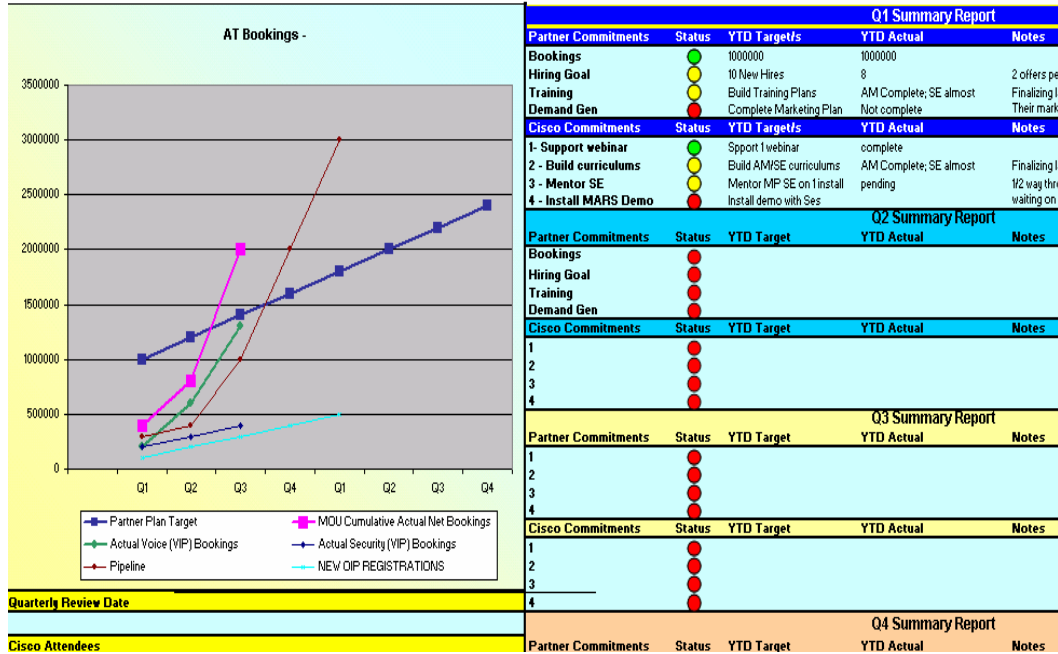 AT Bookings -
3500000
3000000
2500000
2000000
1500000
1000000
500000
0
Q1 Q2 Q3 Q4 Q1 Q2 Q3 Q4
Partner Plan Target MOU Cumulative Actual Net Bookings
Actual Voice (VIP) Bookings Actual Security (VIP) Bookings
Pipeline NEW OIP REGISTRATIONS
Quarterly Review Date
Cisco Attendees
Q1 Summary Report
Partner Commitments Status YTD Target/s YTD Actual Notes
Bookings 1000000 1000000
Hiring Goal 10 New Hires 8 2 offers pe
Training Build Training Plans AM Complete; SE almost Finalizing l
Demand Gen Complete Marketing Plan Not complete Their mark
Cisco Commitments Status YTD Target/s YTD Actual Notes
1- Support webinar Spport 1 webinar complete
2 - Build curriculums Build AM/SE curriculums AM Complete; SE almost Finalizing l
3 - Mentor SE Mentor MP SE on 1 install pending 1/2 way thr
4 - Install MARS Demo Install demo with Ses waiting on
Q2 Summary Report
Partner Commitments Status YTD Target YTD Actual Notes
Bookings
Hiring Goal
Training
Demand Gen
Cisco Commitments Status YTD Target YTD Actual Notes
1
2
3
4
Q3 Summary Report
Partner Commitments Status YTD Target YTD Actual Notes
1
2
3
4
Cisco Commitments Status YTD Target YTD Actual Notes
1
2
3
4
Q4 Summary Report
Partner Commitments Status YTD Target YTD Actual Notes